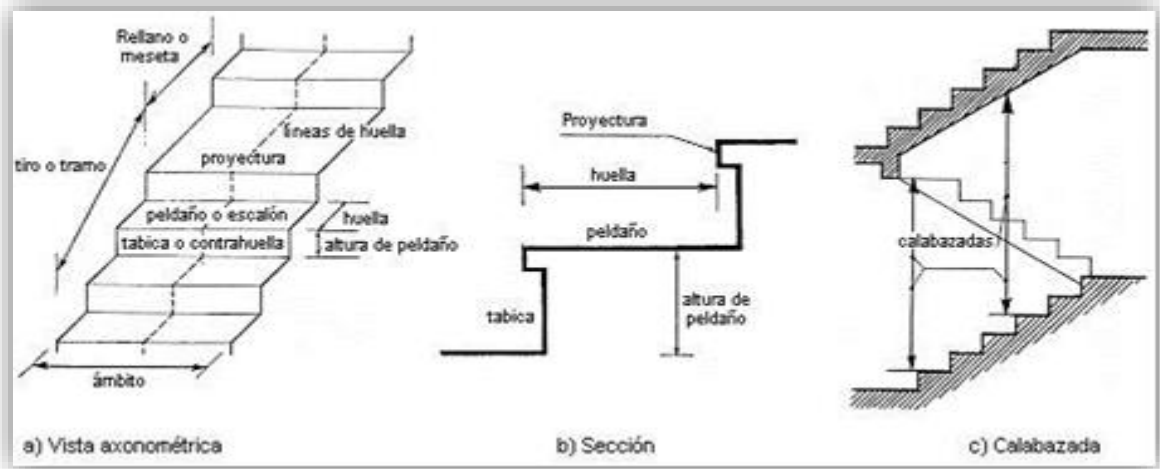 Rellano o
meseta
tiro o tramo
lineas de huella
proyectura
peldaño o escalón
huella
tabica o contrahuella
altura de peldaño
ámbito
a) Vista axonométrica
Proyectura
huella
peldaño
tabica
altura de
peldaño
b) Sección
calabazadas
c) Calabazada